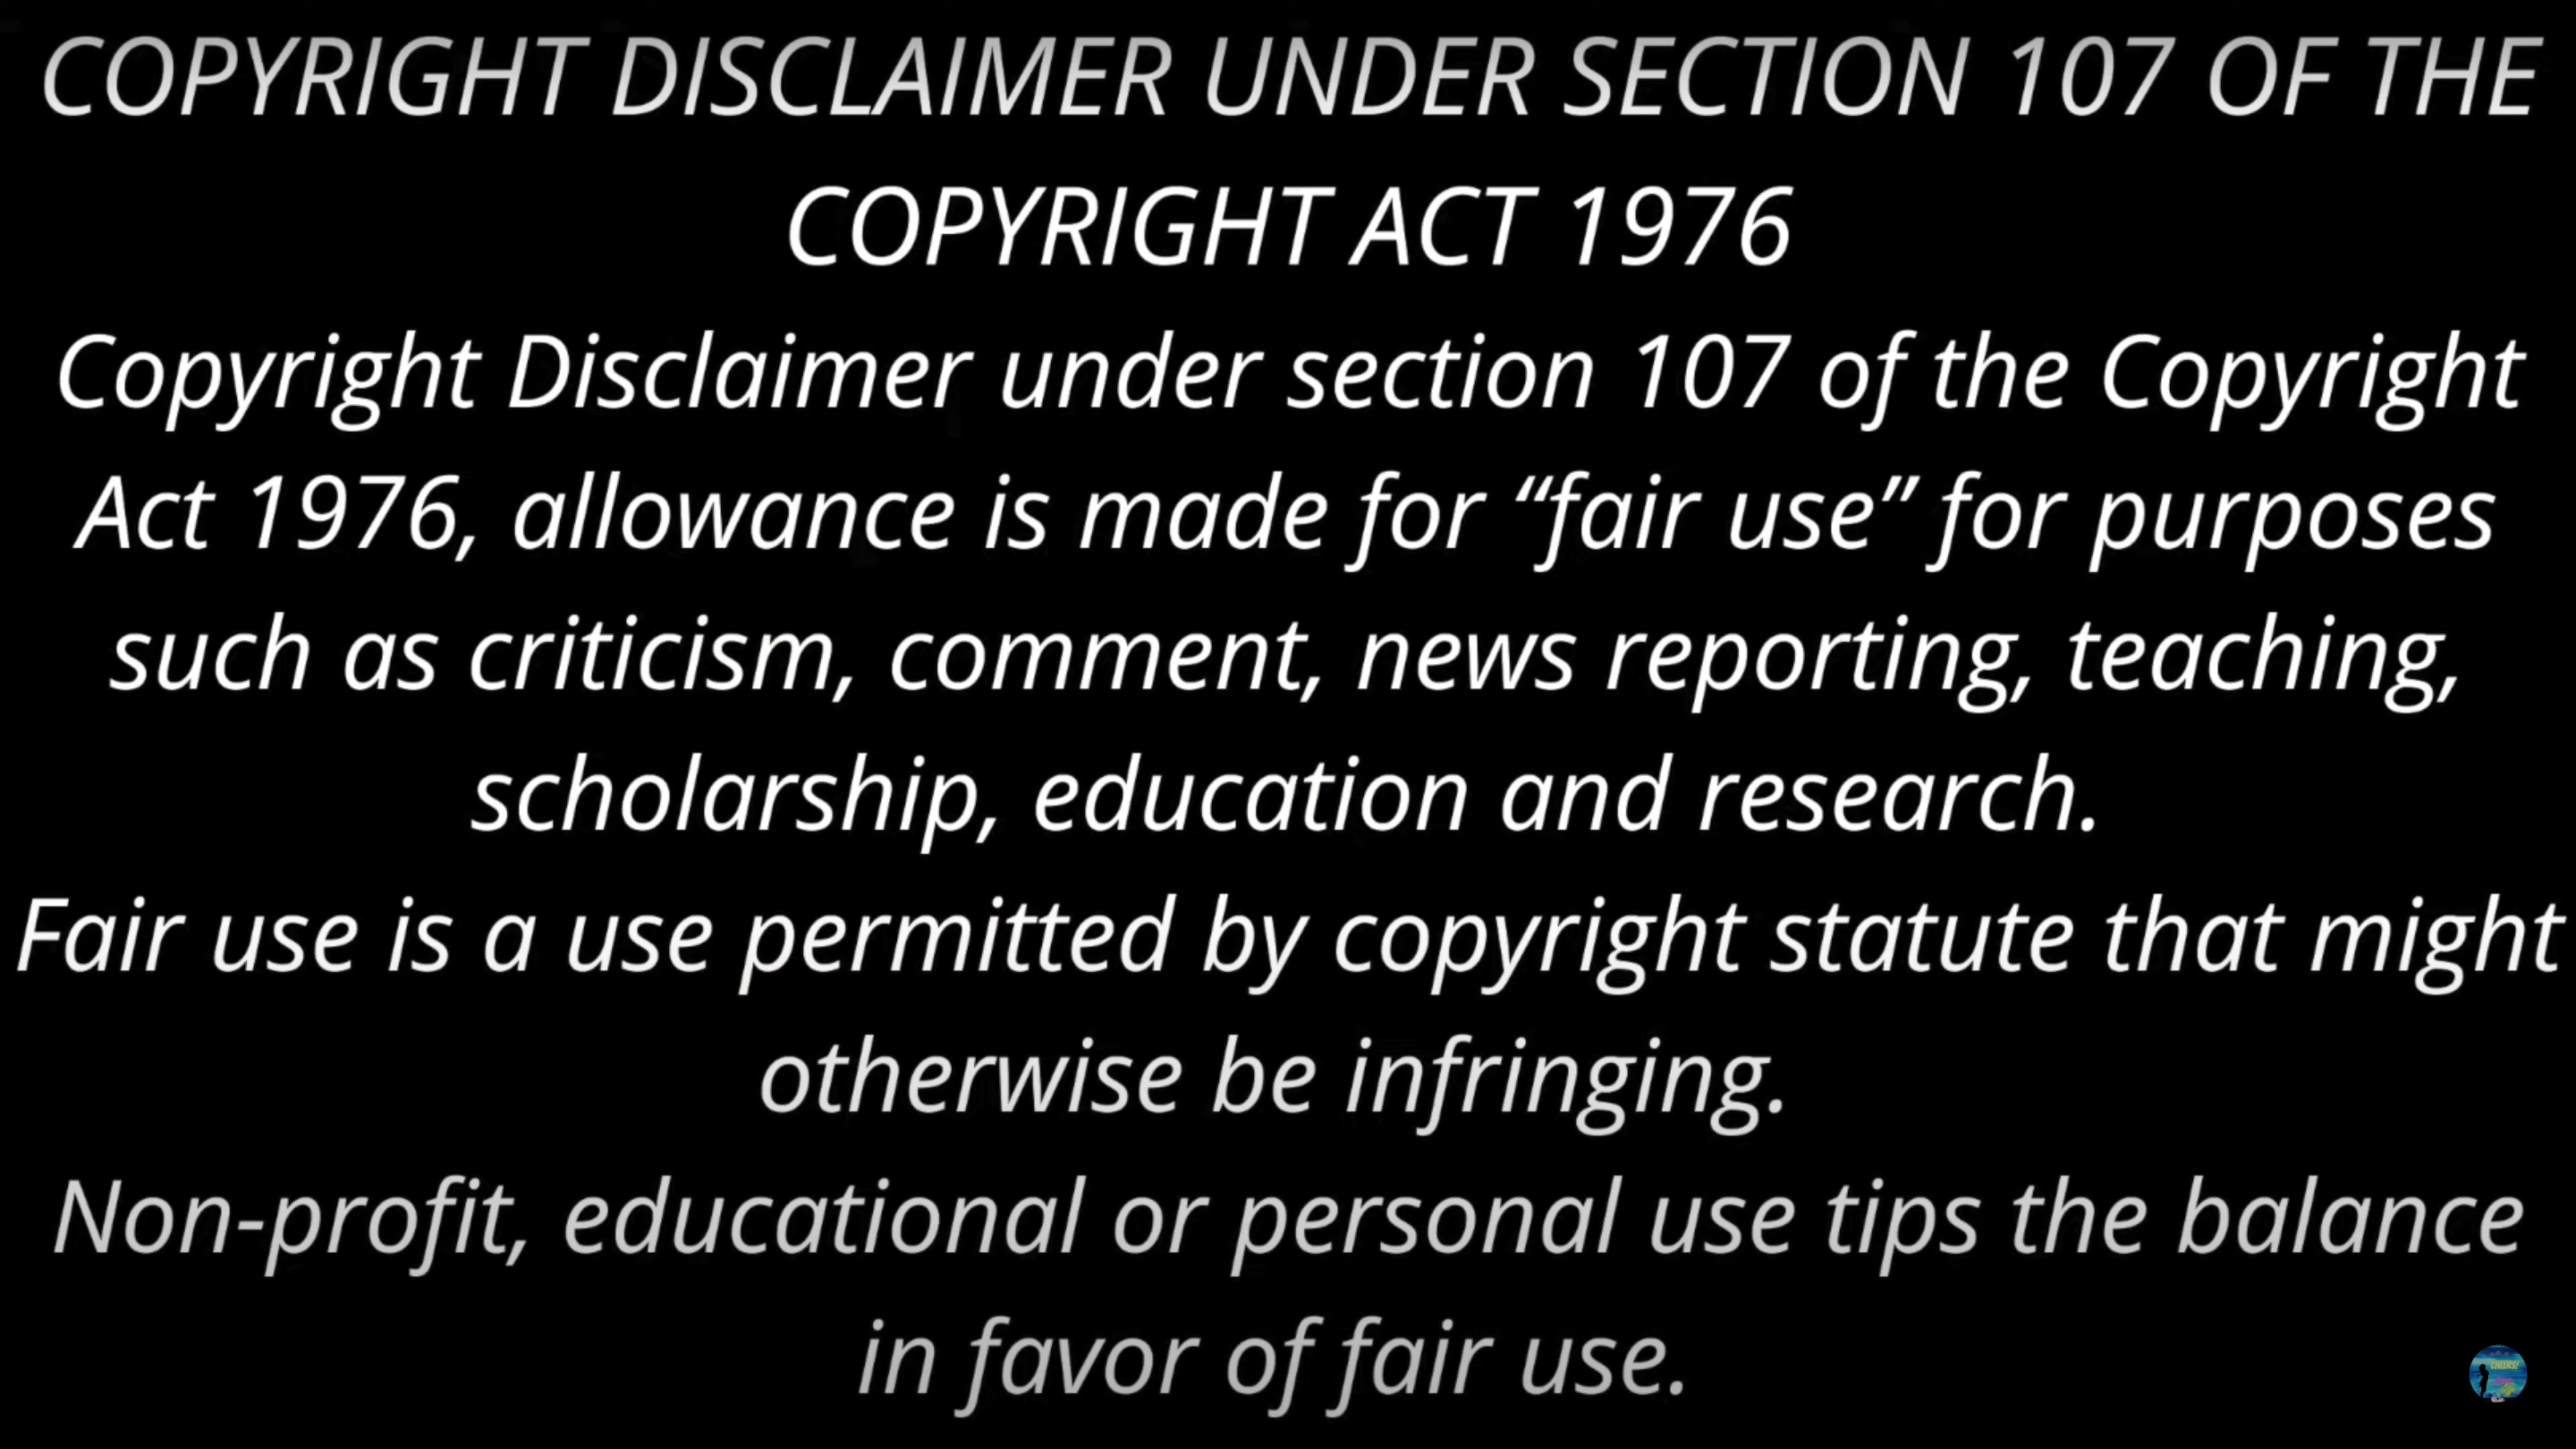 COPYRIGHT DISCLAIMER UNDER SECTION 107 OF THE
COPYRIGHT ACT 1976
Copyright Disclaimer under section 107 of the Copyright
Act 1976, allowance is made for “fair use” for purposes
such as criticism, comment, news reporting, teaching,
scholarship, education and research.
Fair use is a use permitted by copyright statute that might
otherwise be infringing.
Non-profit, educational or personal use tips the balance
in favor of fair use.
CHEERS!